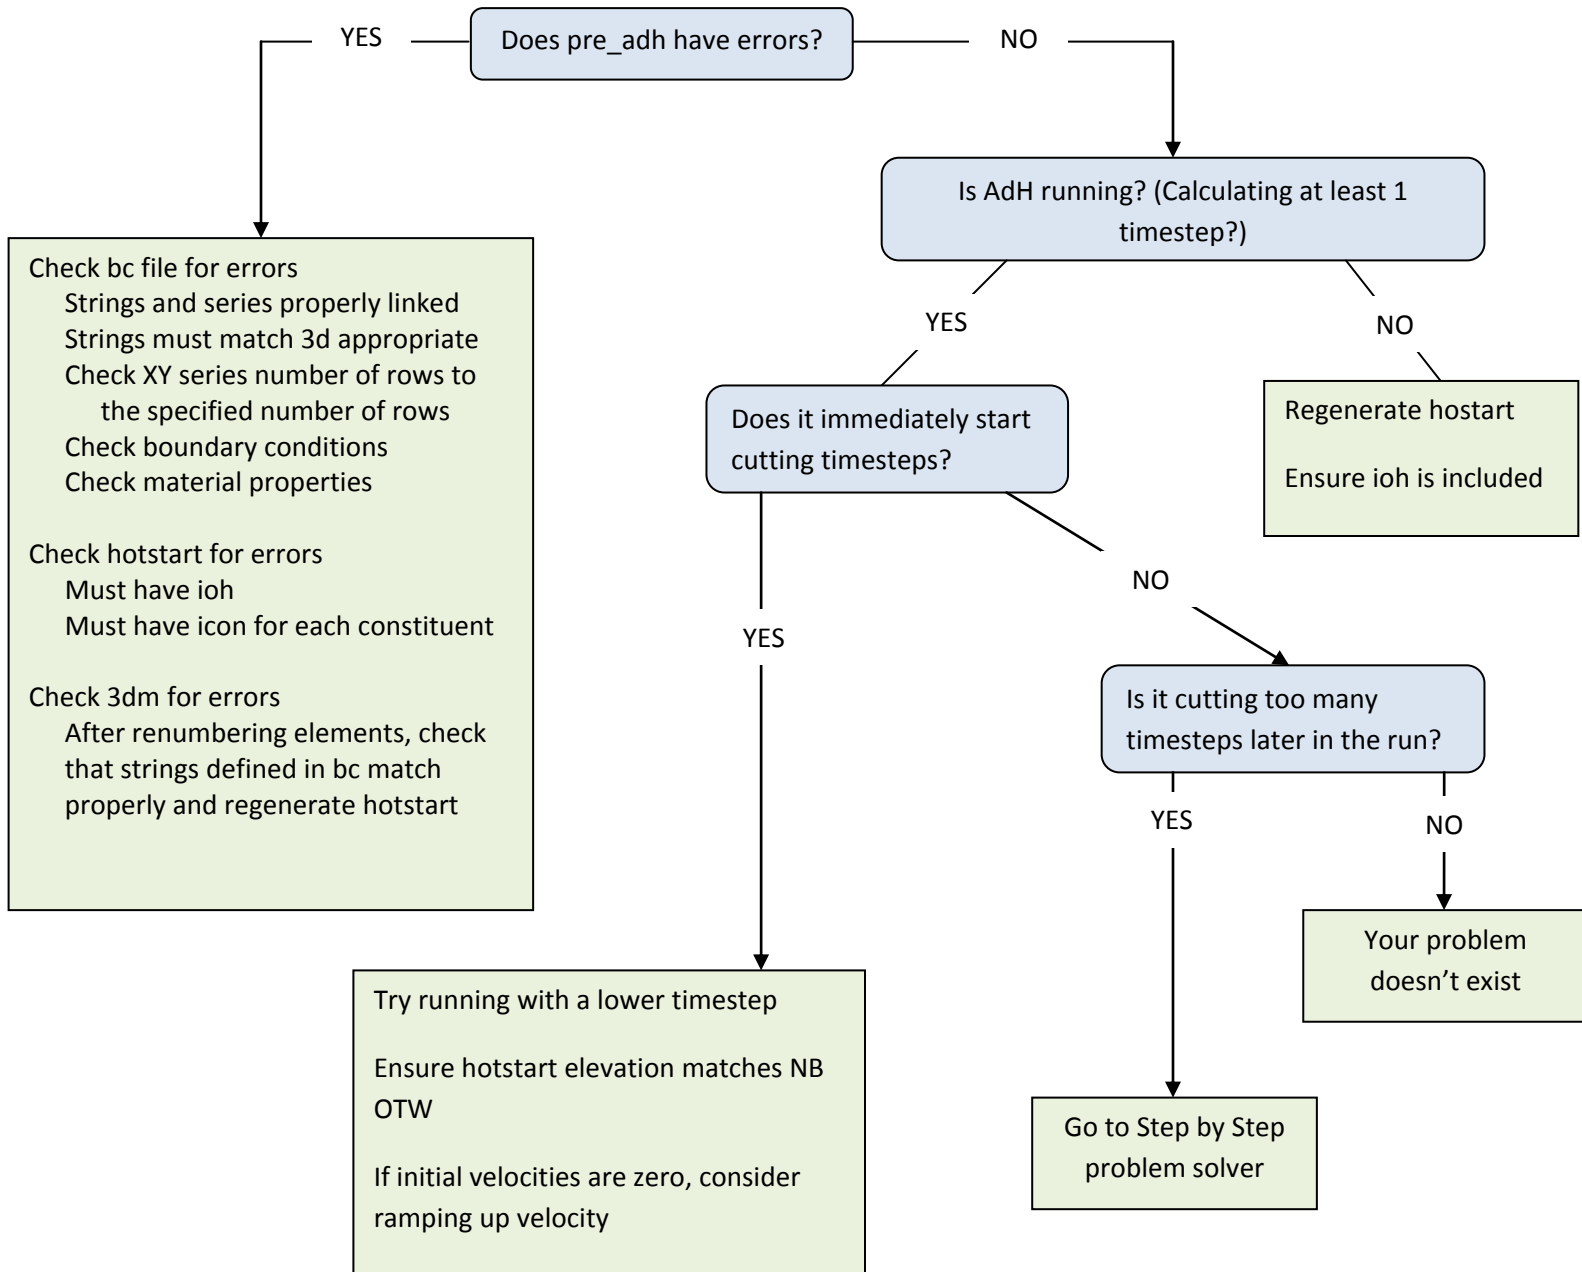 YES
Does pre_adh have errors?
NO
Is AdH running? (Calculating at least 1
timestep?)
Check bc file for errors
Strings and series properly linked
Strings must match 3d appropriate
Check XY series number of rows to
the specified number of rows
Check boundary conditions
Check material properties
Check hotstart for errors
Must have ioh
Must have icon for each constituent
Check 3dm for errors
After renumbering elements, check
that strings defined in bc match
properly and regenerate hotstart
YES
NO
Does it immediately start
cutting timesteps?
Regenerate hostart
Ensure ioh is included
YES
NO
Is it cutting too many
timesteps later in the run?
YES
NO
Try running with a lower timestep
Ensure hotstart elevation matches NB
OTW
If initial velocities are zero, consider
ramping up velocity
Your problem
doesn’t exist
Go to Step by Step
problem solver